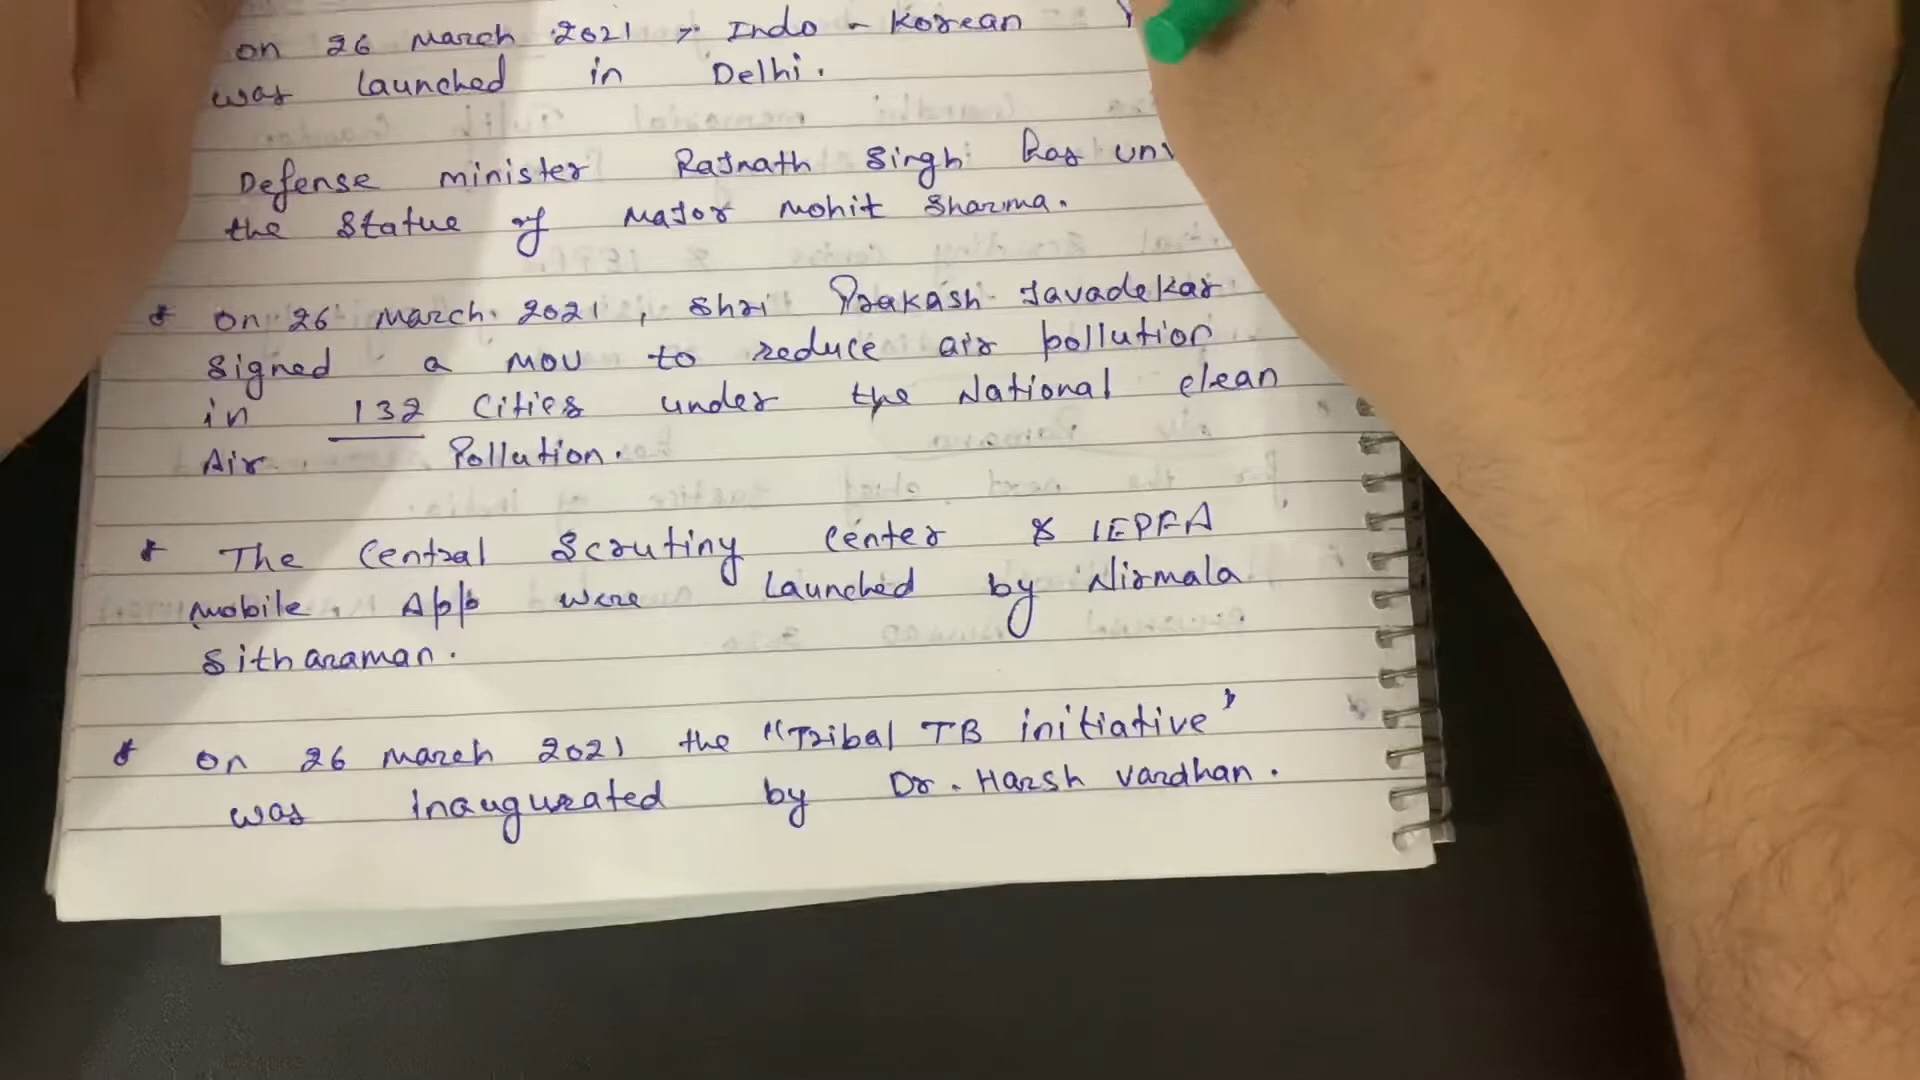 on 26 March 2021, Indo - Korean
was launched in Delhi.
Defense minister Rajnath Singh has
the statue of Major Mohit Sharma.
* On 26 March 2021, Shri Prakash Javadekar
signed a MOU to reduce air pollution
in 132 Cities under the National clean
Air Pollution.
* The Central Scrutiny Center & IEPFA
Mobile App were launched by Nirmala
Sitharaman.
* On 26 March 2021 the "Tribal TB initiative"
was inaugurated by Dr. Harsh Vardhan.